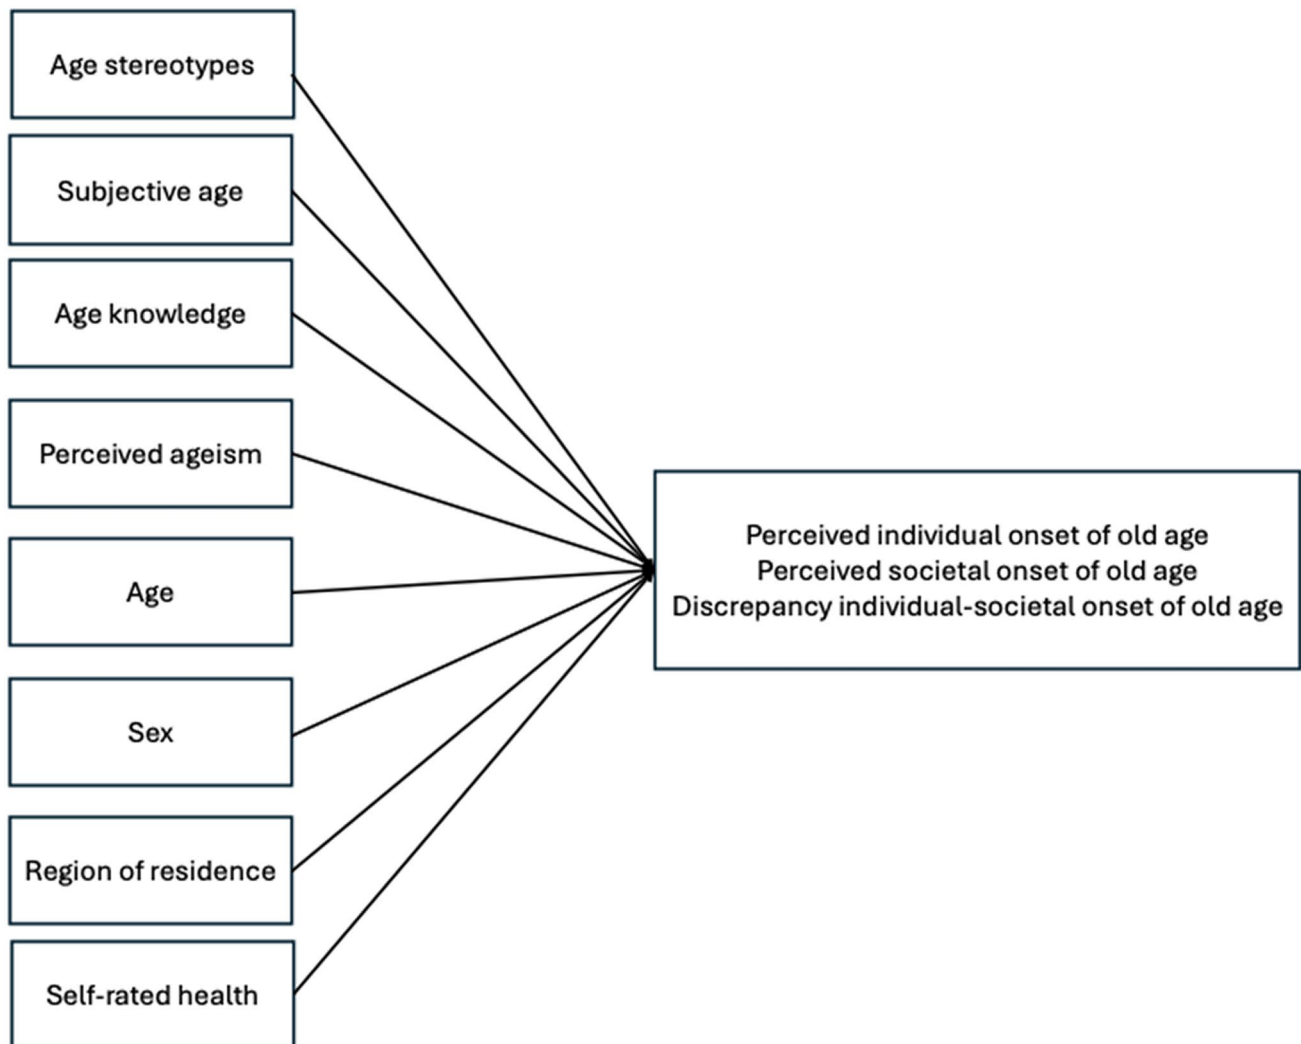 Age stereotypes
Subjective age
Age knowledge
Perceived ageism
Age
Sex
Region of residence
Self-rated health
Perceived individual onset of old age
Perceived societal onset of old age
Discrepancy individual-societal onset of old age